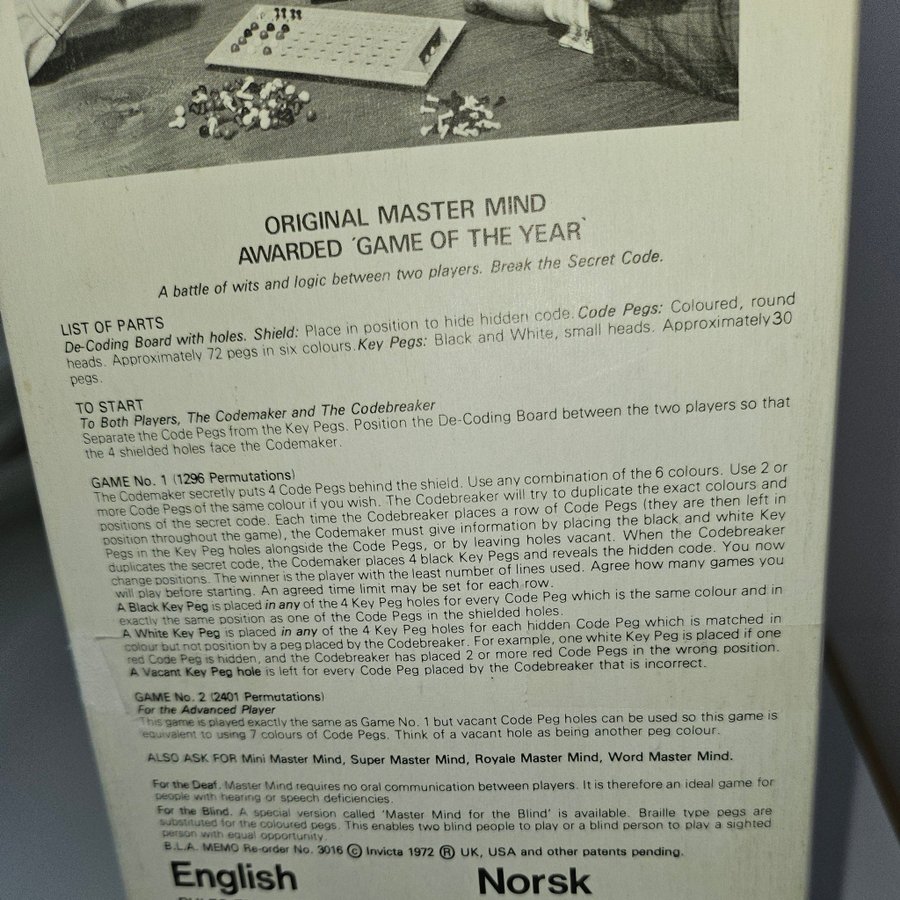 ORIGINAL MASTER MIND
AWARDED 'GAME OF THE YEAR'
A battle of wits and logic between two players. Break the Secret Code.
LIST OF PARTS
De-Coding Board with holes. Shield: Place in position to hide hidden code. Code Pegs: Coloured, round
heads. Approximately 72 pegs in six colours. Key Pegs: Black and White, small heads. Approximately 30
pegs.
TO START
To Both Players, The Codemaker and The Codebreaker
Separate the Code Pegs from the Key Pegs. Position the De-Coding Board between the two players so that
the 4 shielded holes face the Codemaker.
GAME No. 1 (1296 Permutations)
The Codemaker secretly puts 4 Code Pegs behind the shield. Use any combination of the 6 colours. Use 2 or
more Code Pegs of the same colour if you wish. The Codebreaker will try to duplicate the exact colours and
positions of the secret code. Each time the Codebreaker places a row of Code Pegs (they are then left in
position throughout the game), the Codemaker must give information by placing the black and white Key
Pegs in the Key Peg holes alongside the Code Pegs, or by leaving holes vacant. When the Codebreaker
duplicates the secret code, the Codemaker places 4 black Key Pegs and reveals the hidden code. You now
change positions. The winner is the player with the least number of lines used. Agree how many games you
will play before starting. An agreed time limit may be set for each row.
A Black Key Peg is placed in any of the 4 Key Peg holes for every Code Peg which is the same colour and in
exactly the same position as one of the Code Pegs in the shielded holes.
A White Key Peg is placed in any of the 4 Key Peg holes for each hidden Code Peg which is matched in
colour but not position by a peg placed by the Codebreaker. For example, one white Key Peg is placed if one
red Code Peg is hidden, and the Codebreaker has placed 2 or more red Code Pegs in the wrong position.
A Vacant Key Peg hole is left for every Code Peg placed by the Codebreaker that is incorrect.
GAME No. 2 (2401 Permutations)
For the Advanced Player
This game is played exactly the same as Game No. 1 but vacant Code Peg holes can be used so this game is
equivalent to using 7 colours of Code Pegs. Think of a vacant hole as being another peg colour.
ALSO ASK FOR Mini Master Mind, Super Master Mind, Royale Master Mind, Word Master Mind.
For the Deaf. Master Mind requires no oral communication between players. It is therefore an ideal game for
people with hearing or speech deficiencies.
For the Blind. A special version called 'Master Mind for the Blind' is available. Braille type pegs are
substituted for the coloured pegs. This enables two blind people to play or a blind person to play a sighted
person with equal opportunity.
B.L.A. MEMO Re-order No. 3016 © Invicta 1972 ® UK, USA and other patents pending.
English Norsk